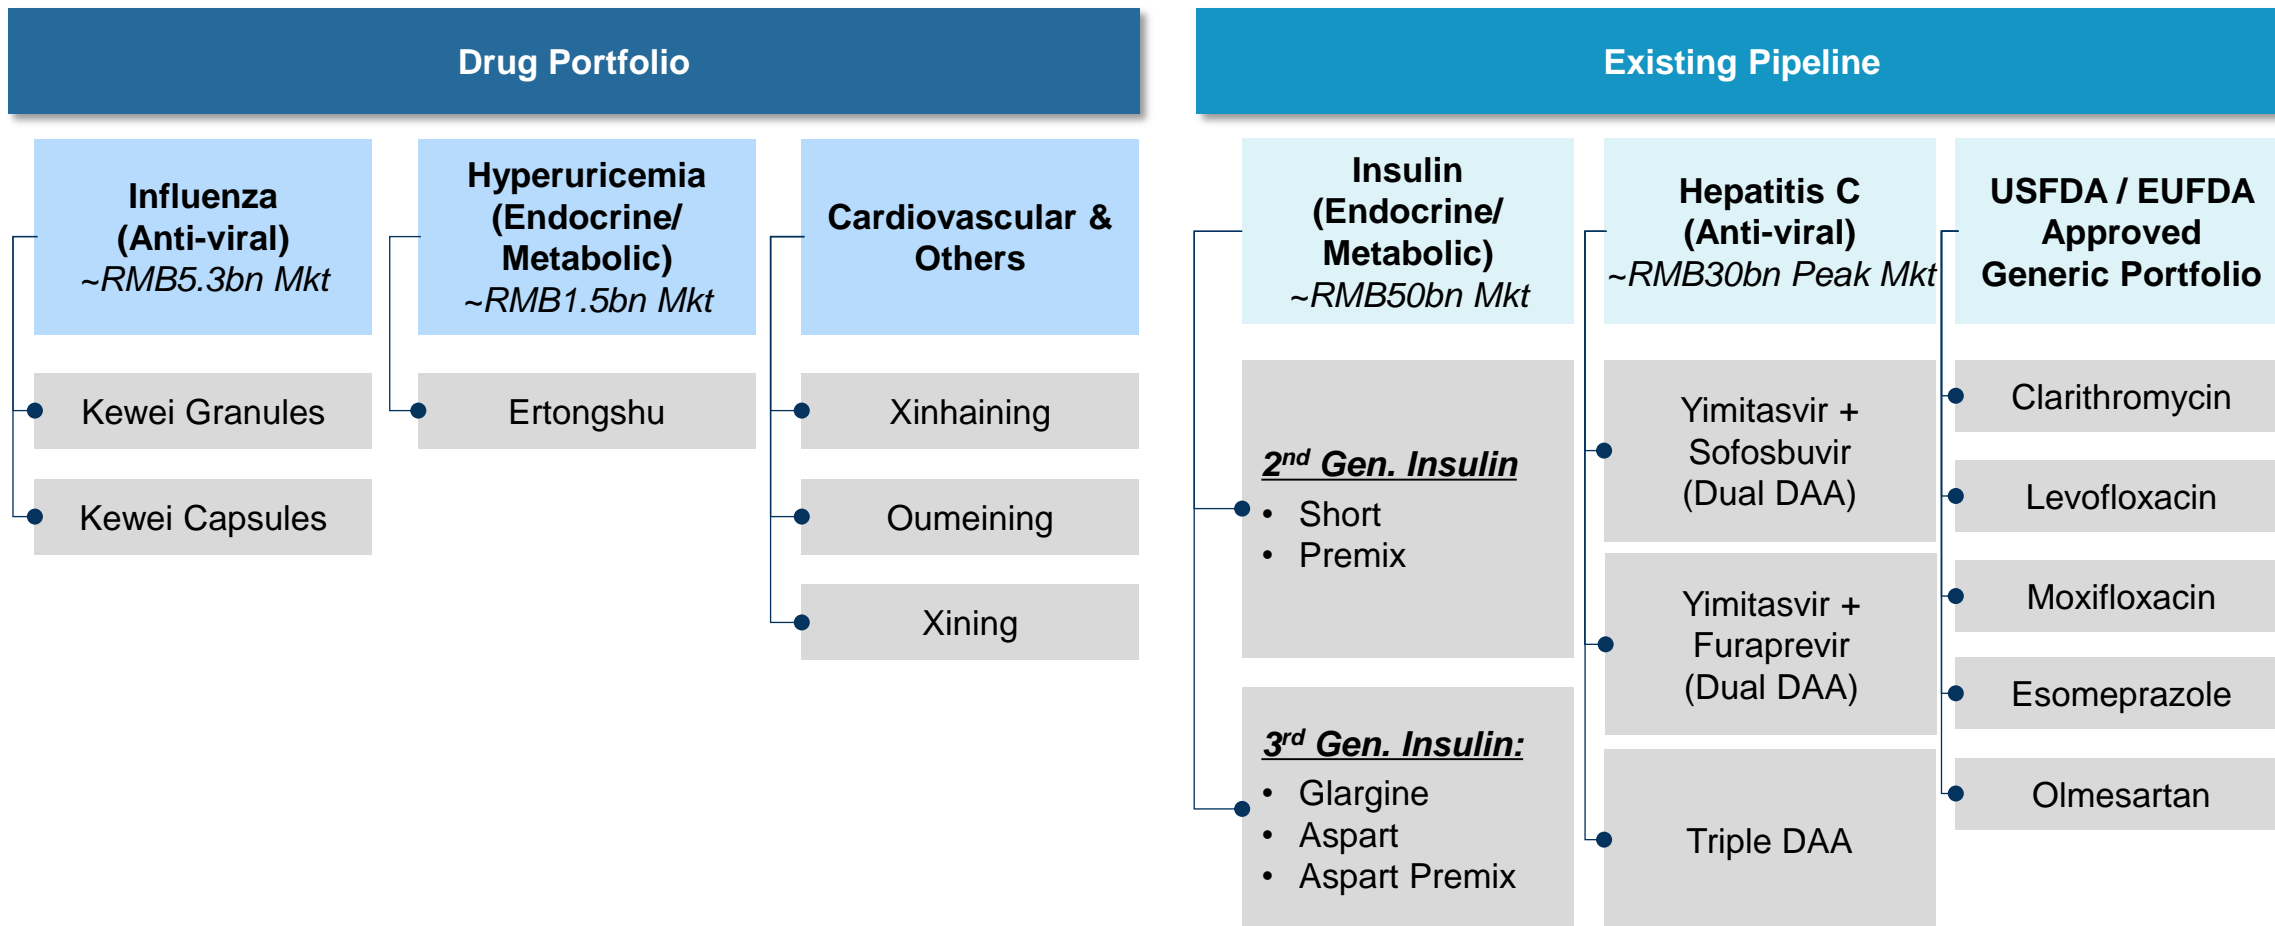 Drug Portfolio
Influenza
(Anti-viral)
~RMB5.3bn Mkt
Kewei Granules
Kewei Capsules
Hyperuricemia
(Endocrine/
Metabolic)
~RMB1.5bn Mkt
Ertongshu
Cardiovascular &
Others
Xinhaining
Oumeining
Xining
Existing Pipeline
Insulin
(Endocrine/
Metabolic)
~RMB50bn Mkt
2nd Gen. Insulin
• Short
• Premix
3rd Gen. Insulin:
• Glargine
• Aspart
• Aspart Premix
Hepatitis C
(Anti-viral)
~RMB30bn Peak Mkt
Yimitasvir +
Sofosbuvir
(Dual DAA)
Yimitasvir +
Furaprevir
(Dual DAA)
Triple DAA
USFDA / EUFDA
Approved
Generic Portfolio
Clarithromycin
Levofloxacin
Moxifloxacin
Esomeprazole
Olmesartan